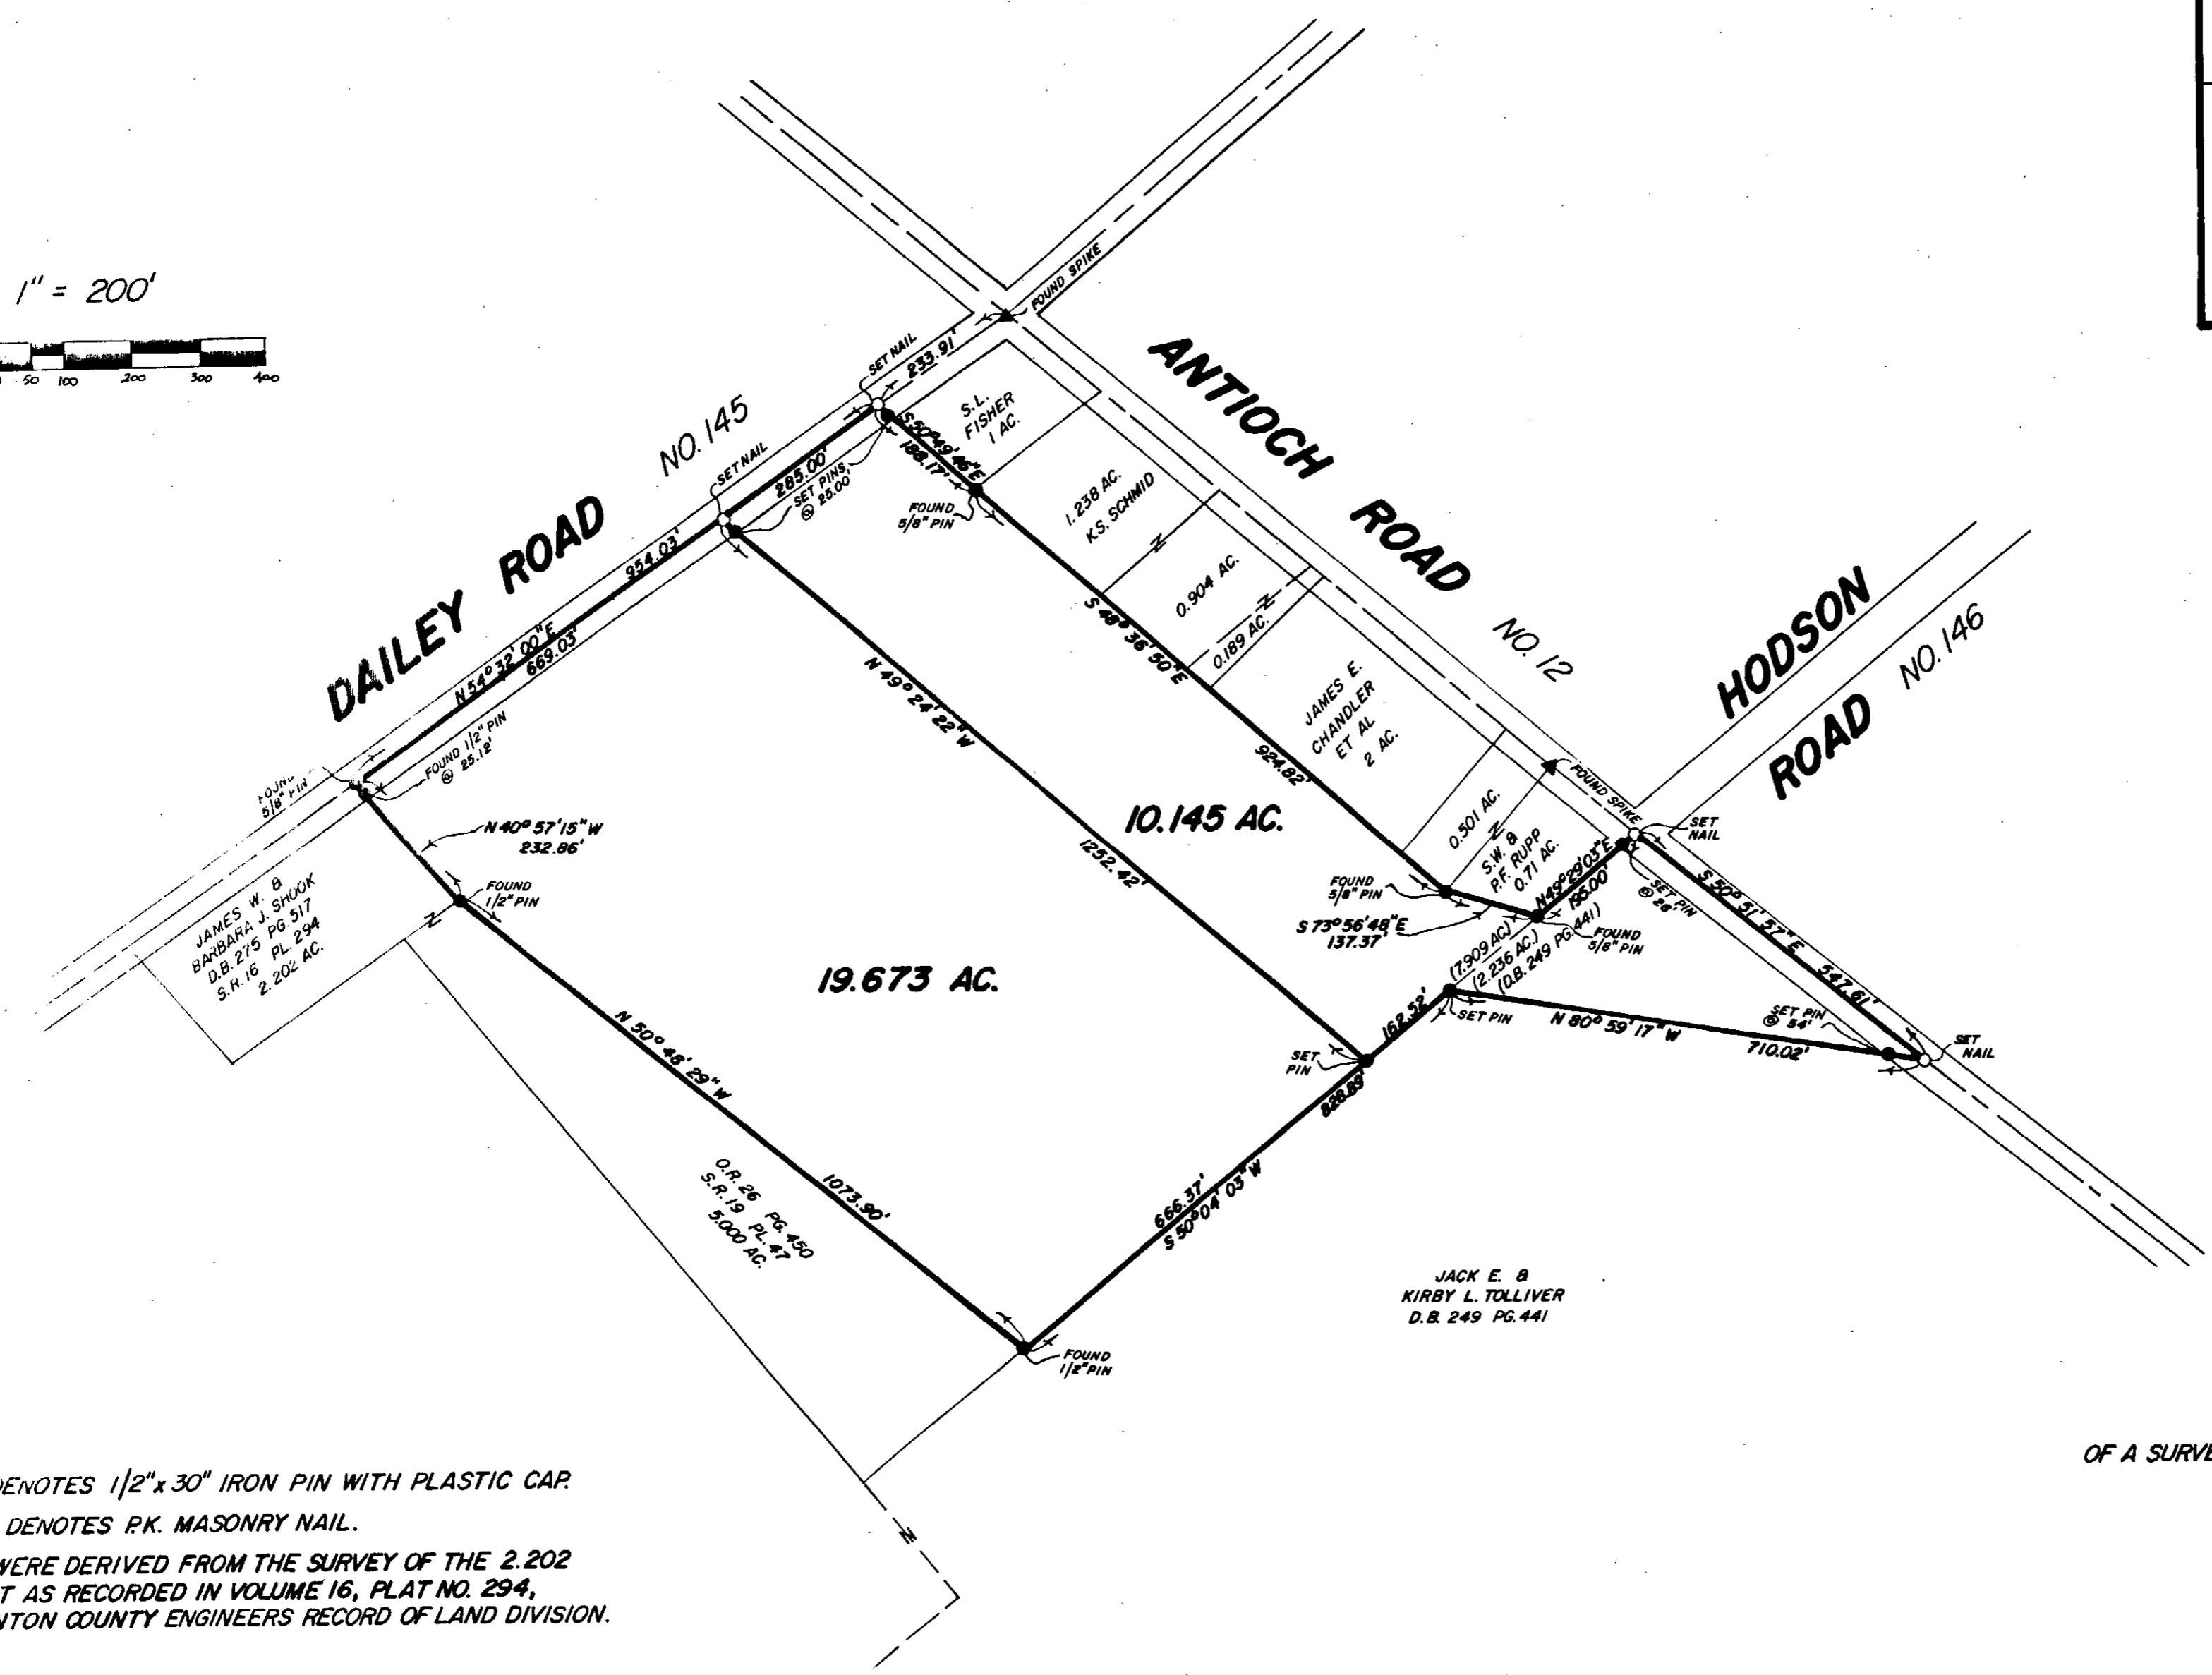 1" = 200'
50 100 200 300 400
DAILEY ROAD NO. 145
ANTIOCH ROAD NO. 12
HODSON
ROAD NO. 146
FOUND SPIKE
233.91'
SET NAIL
285.00'
SET NAIL
SET PINS
@ 25.00'
954.03'
N 54° 32' 00" E
669.03'
FOUND 1/2" PIN
@ 25.12'
FOUND
5/8" PIN
S 50° 49' 46" E
188.17'
FOUND
5/8" PIN
S.L.
FISHER
1 AC.
1.238 AC.
K.S. SCHMID
0.904 AC.
0.189 AC.
JAMES E.
CHANDLER
ET AL
2 AC.
0.501 AC.
S.W. &
P.F. RUPP
0.71 AC.
S 48° 36' 50" E
924.82'
N 49° 24' 22" W
1252.42'
10.145 AC.
19.673 AC.
FOUND SPIKE
SET
NAIL
N 49° 29' 03" E
195.00'
SET PIN
@ 26'
FOUND
5/8" PIN
S 73° 56' 48" E
137.37'
FOUND
5/8" PIN
(7.909 AC.)
(2.236 AC.)
(D.B. 249 PG. 441)
S 50° 51' 57" E
547.61'
SET
NAIL
SET PIN
@ 54'
N 80° 59' 17" W
710.02'
SET PIN
162.52'
SET
PIN
828.89'
666.37'
S 50° 04' 03" W
N 40° 57' 15" W
232.86'
FOUND
1/2" PIN
JAMES W. &
BARBARA J. SHOOK
D.B. 275 PG. 517
S.R. 16 PL. 294
2.202 AC.
N 50° 48' 29" W
1073.90'
O.R. 26 PG. 450
S.R. 19 PL. 47
5.000 AC.
FOUND
1/2" PIN
JACK E. &
KIRBY L. TOLLIVER
D.B. 249 PG. 441
DENOTES 1/2" x 30" IRON PIN WITH PLASTIC CAP.
DENOTES P.K. MASONRY NAIL.
WERE DERIVED FROM THE SURVEY OF THE 2.202
T AS RECORDED IN VOLUME 16, PLAT NO. 294,
NTON COUNTY ENGINEERS RECORD OF LAND DIVISION.
OF A SURVE